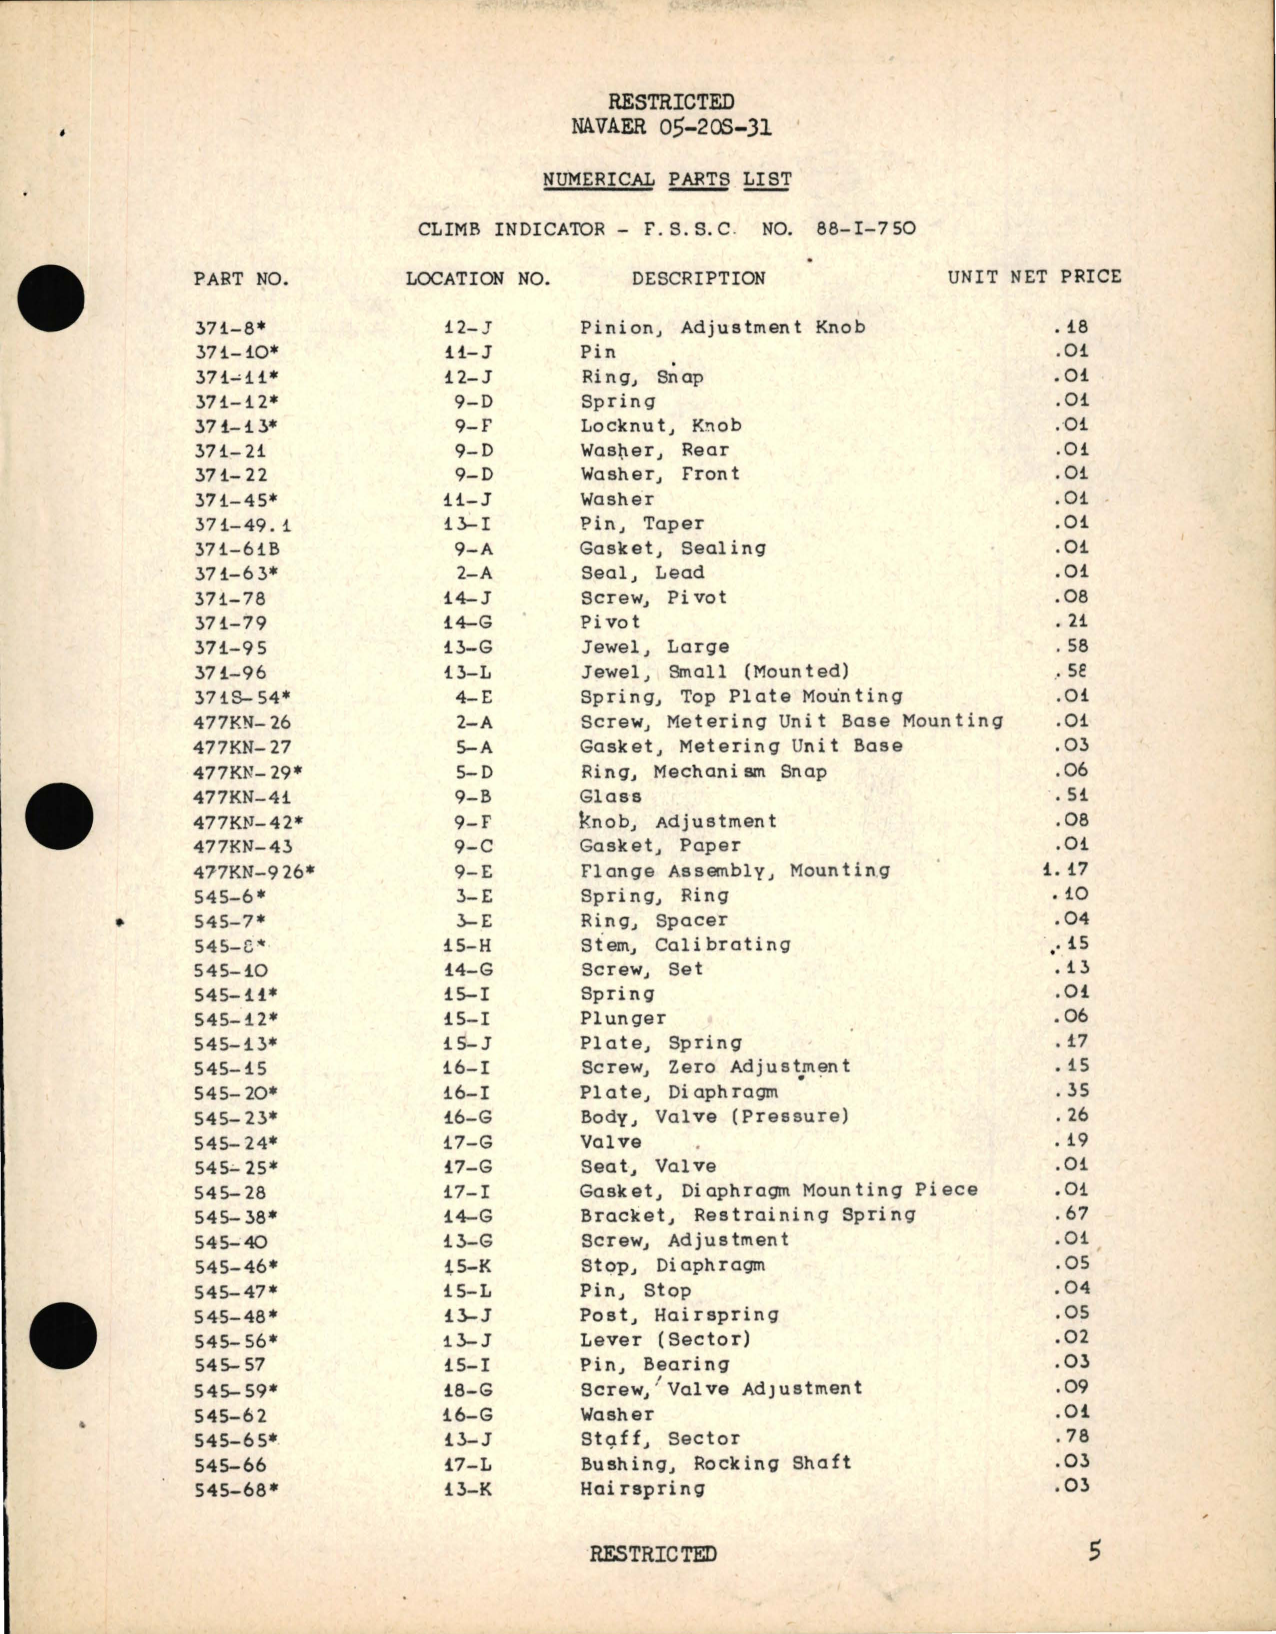 RESTRICTED
NAVAER 05-20S-31
NUMERICAL PARTS LIST
CLIMB INDICATOR - F.S.S.C. NO. 88-I-750
PART NO. LOCATION NO. DESCRIPTION UNIT NET PRICE
371-8* 12-J Pinion, Adjustment Knob .18
371-10* 11-J Pin .01
371-11* 12-J Ring, Snap .01
371-12* 9-D Spring .01
371-13* 9-F Locknut, Knob .01
371-21 9-D Washer, Rear .01
371-22 9-D Washer, Front .01
371-45* 11-J Washer .01
371-49.1 13-I Pin, Taper .01
371-61B 9-A Gasket, Sealing .01
371-63* 2-A Seal, Lead .01
371-78 14-J Screw, Pivot .08
371-79 14-G Pivot .21
371-95 13-G Jewel, Large .58
371-96 13-L Jewel, Small (Mounted) .58
371S-54* 4-E Spring, Top Plate Mounting .01
477KN-26 2-A Screw, Metering Unit Base Mounting .01
477KN-27 5-A Gasket, Metering Unit Base .03
477KN-29* 5-D Ring, Mechanism Snap .06
477KN-41 9-B Glass .51
477KN-42* 9-F Knob, Adjustment .08
477KN-43 9-C Gasket, Paper .01
477KN-926* 9-E Flange Assembly, Mounting 1.17
545-6* 3-E Spring, Ring .10
545-7* 3-E Ring, Spacer .04
545-8* 15-H Stem, Calibrating .15
545-10 14-G Screw, Set .13
545-11* 15-I Spring .01
545-12* 15-I Plunger .06
545-13* 15-J Plate, Spring .17
545-15 16-I Screw, Zero Adjustment .15
545-20* 16-I Plate, Diaphragm .35
545-23* 16-G Body, Valve (Pressure) .26
545-24* 17-G Valve .19
545-25* 17-G Seat, Valve .01
545-28 17-I Gasket, Diaphragm Mounting Piece .01
545-38* 14-G Bracket, Restraining Spring .67
545-40 13-G Screw, Adjustment .01
545-46* 15-K Stop, Diaphragm .05
545-47* 15-L Pin, Stop .04
545-48* 13-J Post, Hairspring .05
545-56* 13-J Lever (Sector) .02
545-57 15-I Pin, Bearing .03
545-59* 18-G Screw, Valve Adjustment .09
545-62 16-G Washer .01
545-65* 13-J Staff, Sector .78
545-66 17-L Bushing, Rocking Shaft .03
545-68* 13-K Hairspring .03
RESTRICTED 5